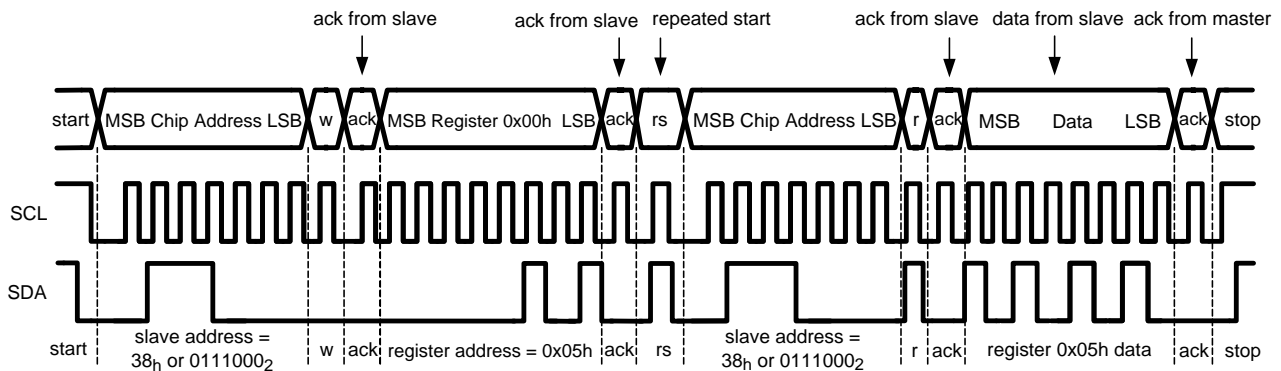 ack from slave
ack from slave
repeated start
ack from slave
data from slave
ack from master
start
MSB Chip Address LSB
w
ack
MSB Register 0x00h LSB
ack
rs
MSB Chip Address LSB
r
ack
MSB Data LSB
ack
stop
SCL
SDA
start
slave address =
38h or 01110002
w
ack
register address = 0x05h
ack
rs
slave address =
38h or 01110002
r
ack
register 0x05h data
ack
stop